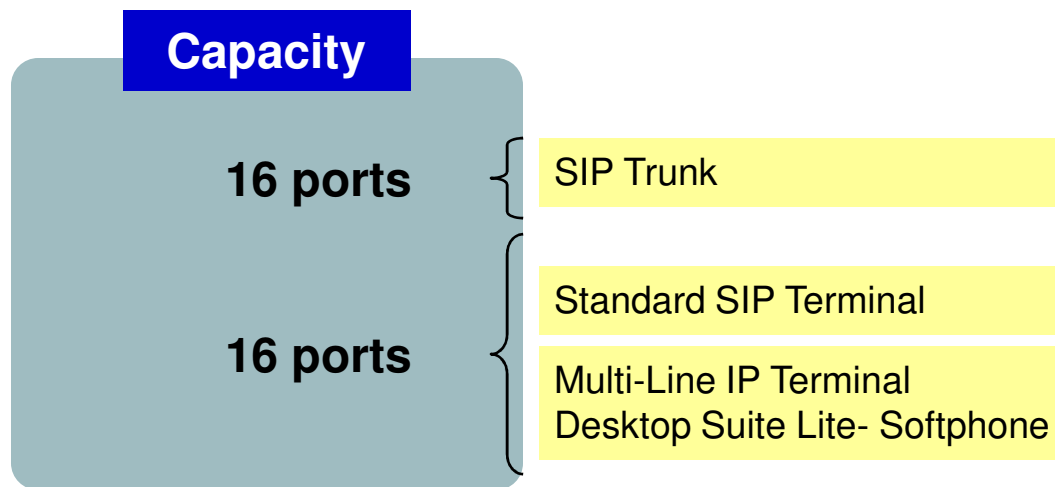 Capacity
16 ports
SIP Trunk
16 ports
Standard SIP Terminal
Multi-Line IP Terminal
Desktop Suite Lite- Softphone